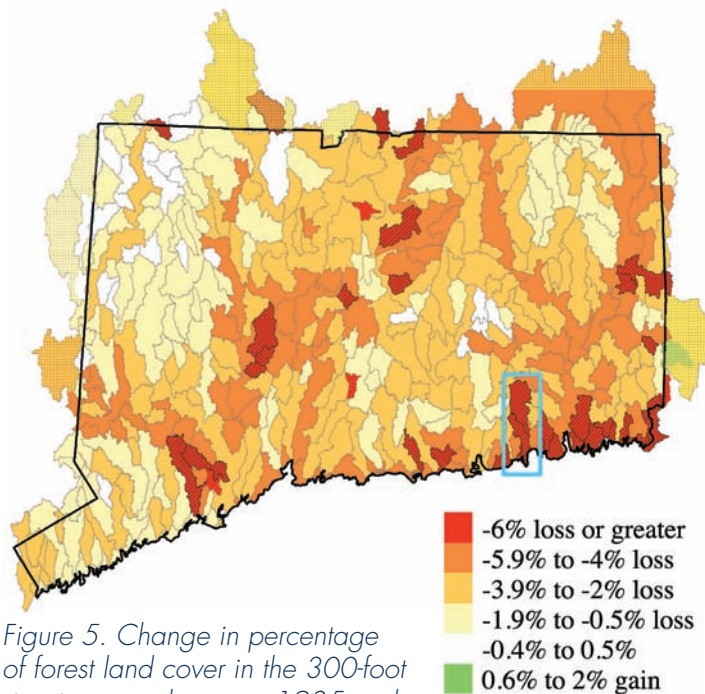 -6% loss or greater
-5.9% to -4% loss
-3.9% to -2% loss
-1.9% to -0.5% loss
-0.4% to 0.5%
0.6% to 2% gain
Figure 5. Change in percentage
of forest land cover in the 300-foot